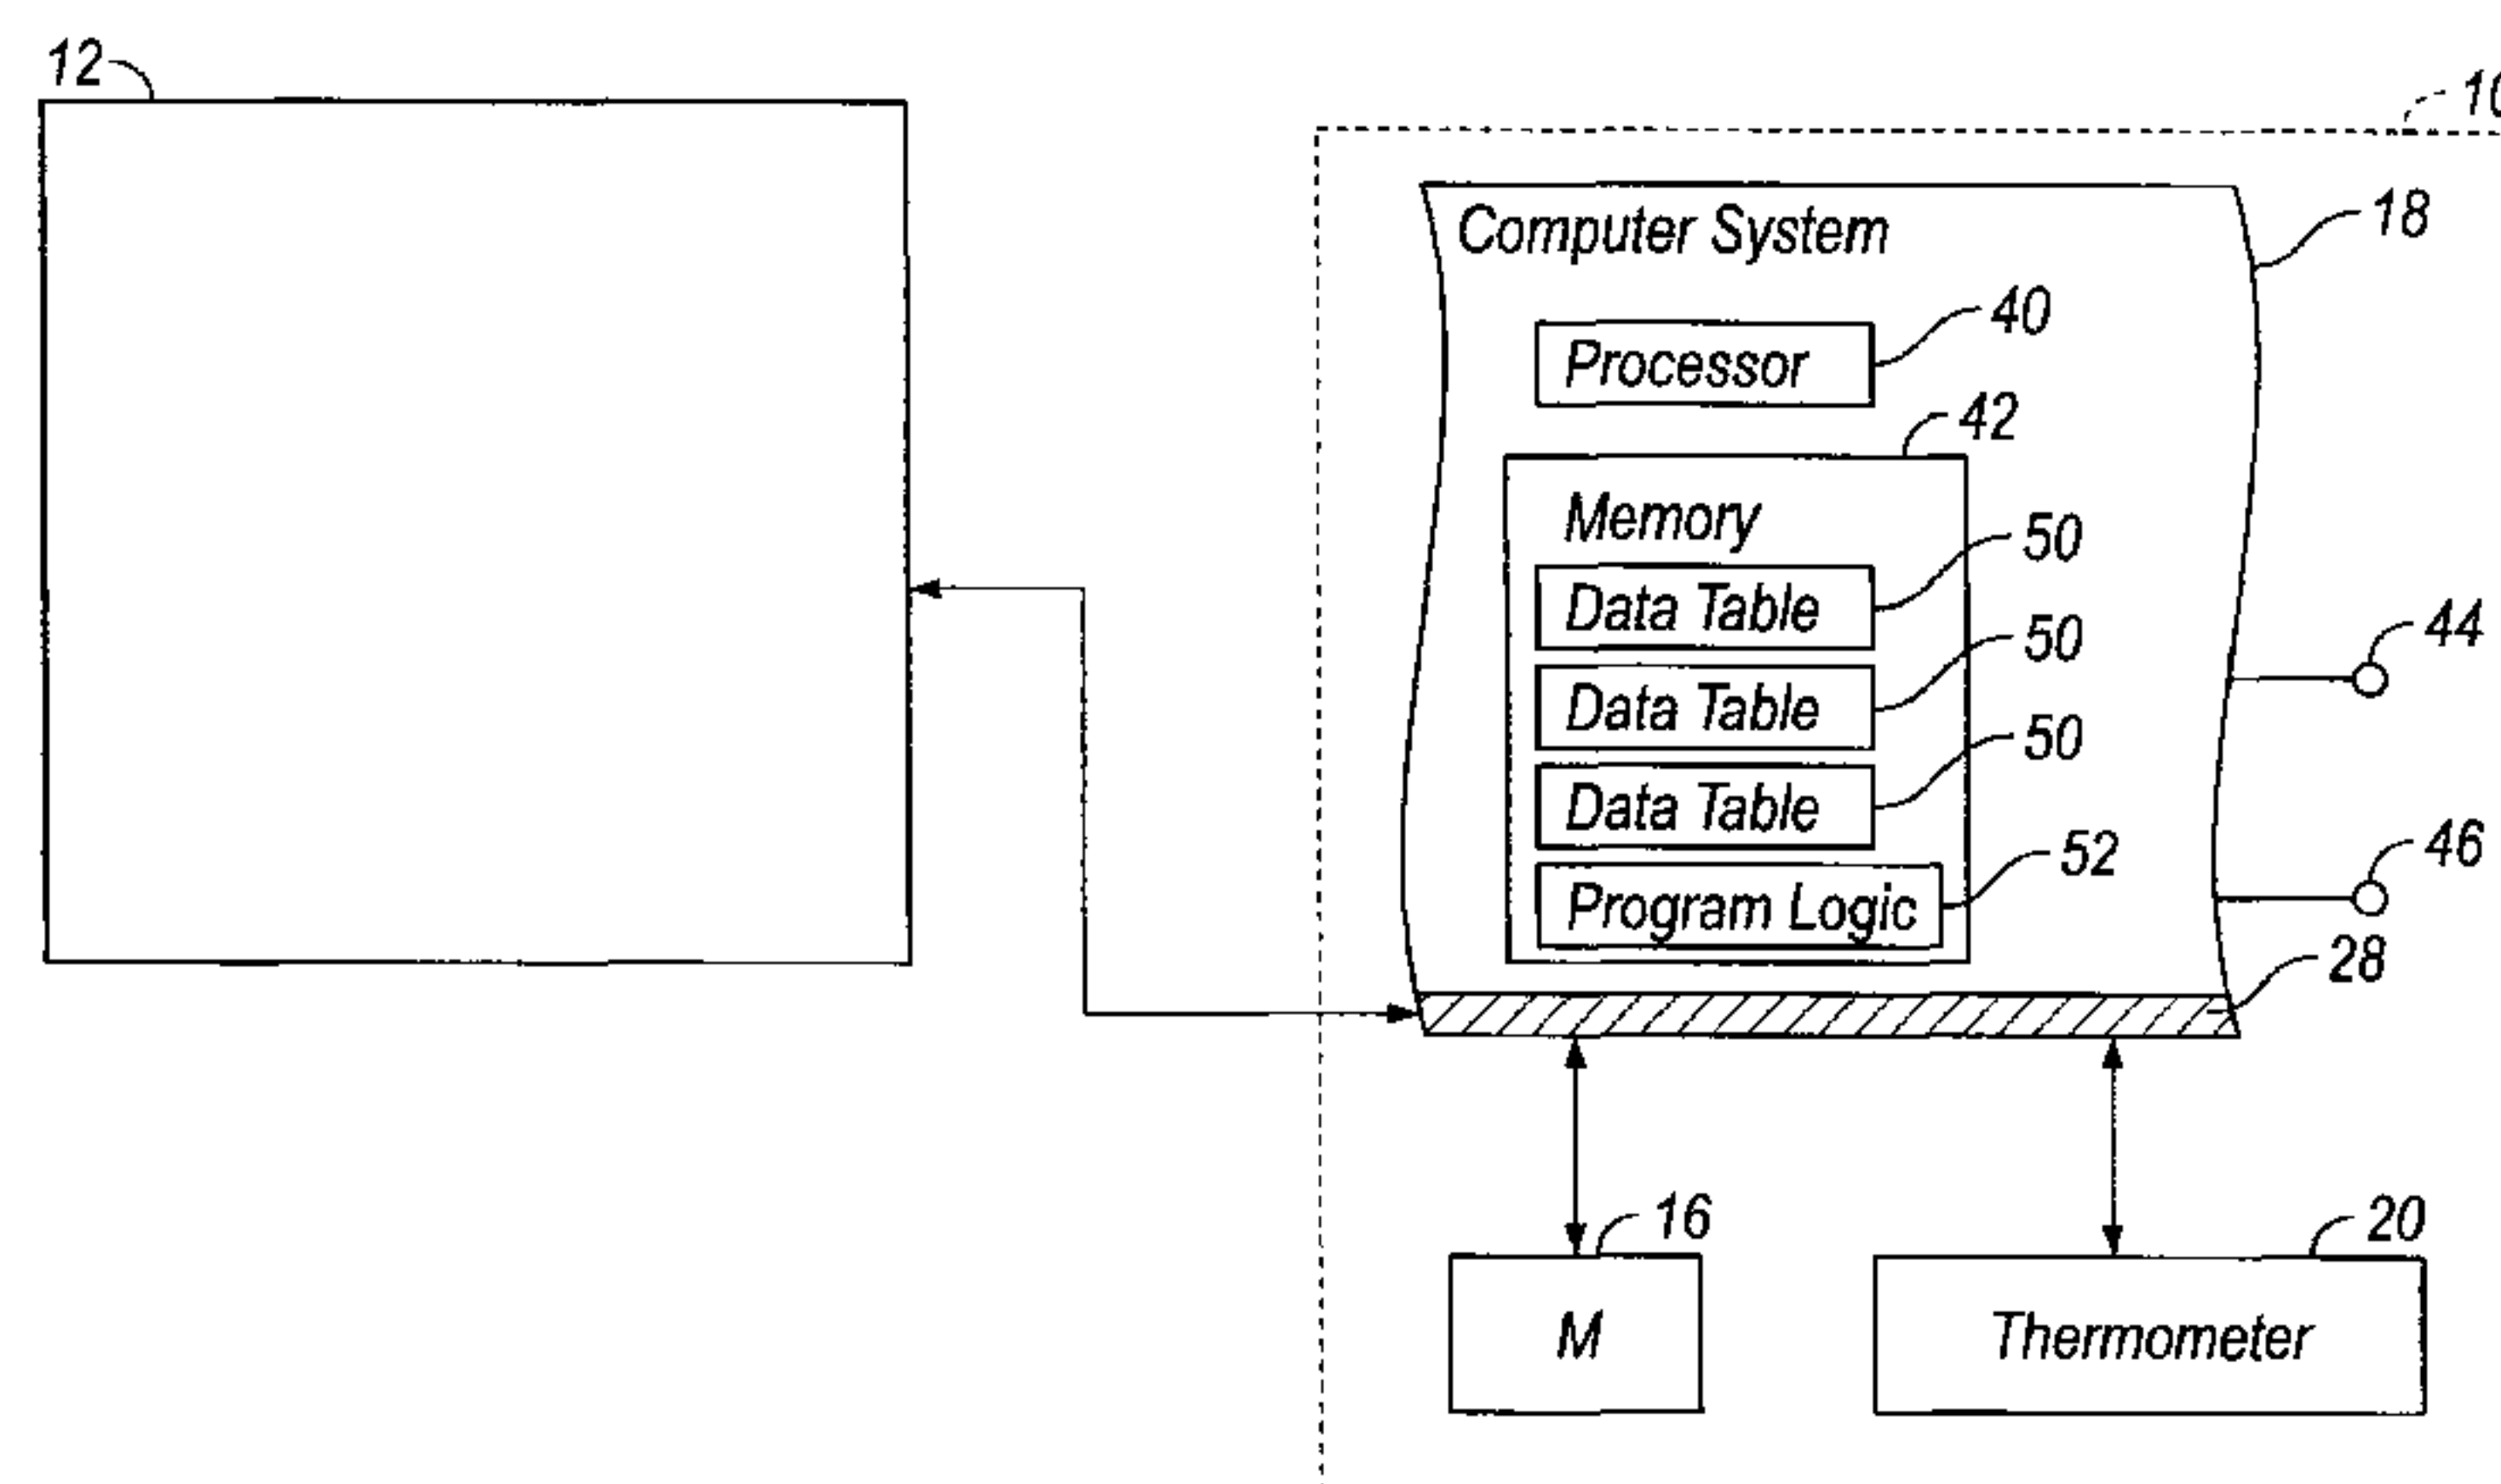 12
10
Computer System
18
Processor
40
42
Memory
Data Table
50
Data Table
50
Data Table
50
Program Logic
52
44
46
28
16
M
20
Thermometer